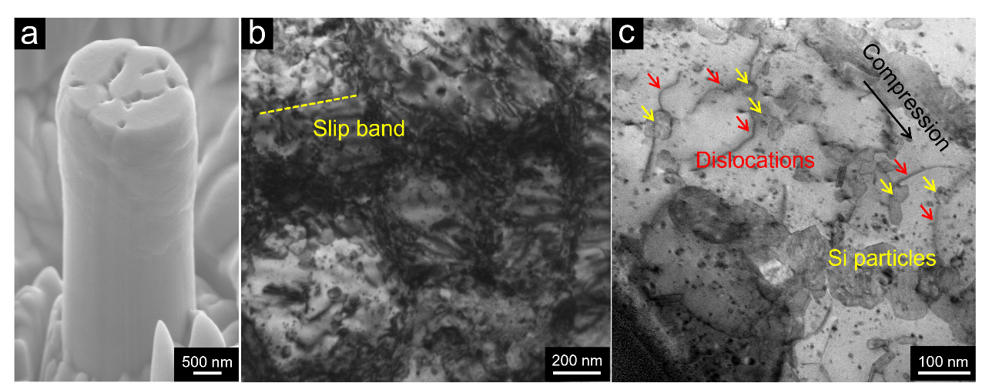 a
500 nm
b
Slip band
200 nm
c
Compression
Dislocations
Si particles
100 nm